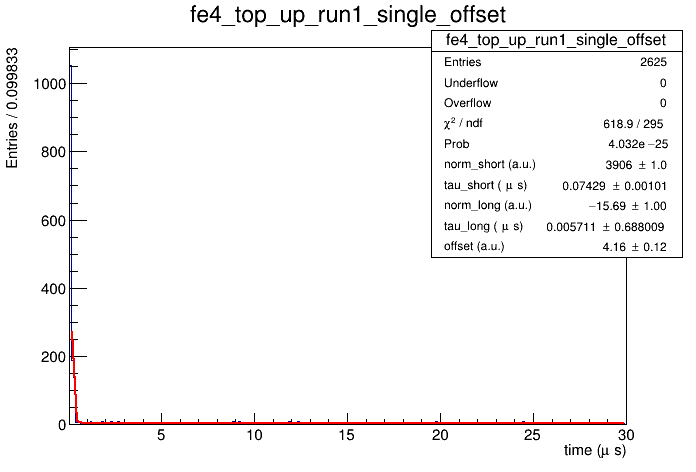 fe4_top_up_run1_single_offset
fe4_top_up_run1_single_offset
Entries 2625
Underflow 0
Overflow 0
χ² / ndf 618.9 / 295
Prob 4.032e −25
norm_short (a.u.) 3906 ± 1.0
tau_short ( μ s) 0.07429 ± 0.00101
norm_long (a.u.) −15.69 ± 1.00
tau_long ( μ s) 0.005711 ± 0.688009
offset (a.u.) 4.16 ± 0.12
Entries / 0.099833
1000
800
600
400
200
0
5 10 15 20 25 30
time (μ s)